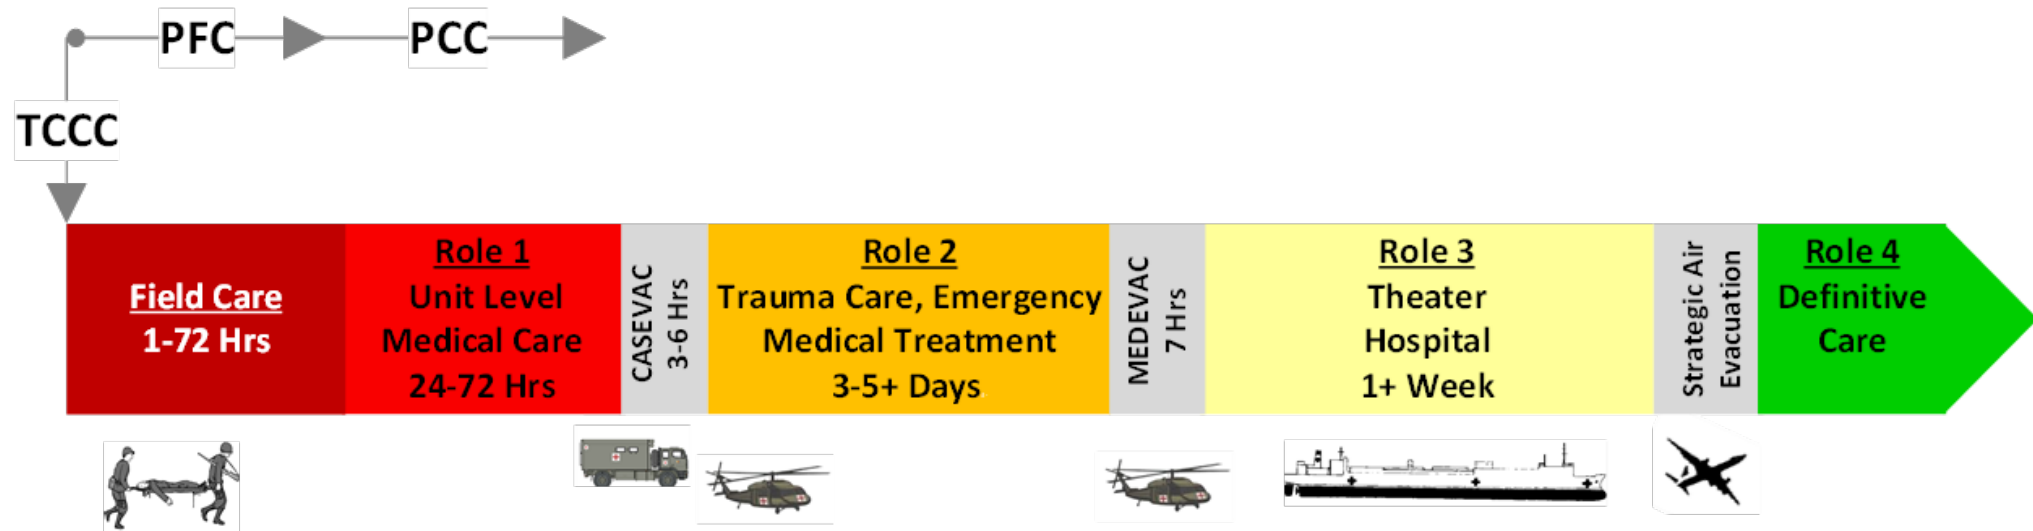 PFC
PCC
TCCC
Field Care
1-72 Hrs
Role 1
Unit Level
Medical Care
24-72 Hrs
CASEVAC
3-6 Hrs
Role 2
Trauma Care, Emergency
Medical Treatment
3-5+ Days
MEDEVAC
7 Hrs
Role 3
Theater
Hospital
1+ Week
Strategic Air
Evacuation
Role 4
Definitive
Care